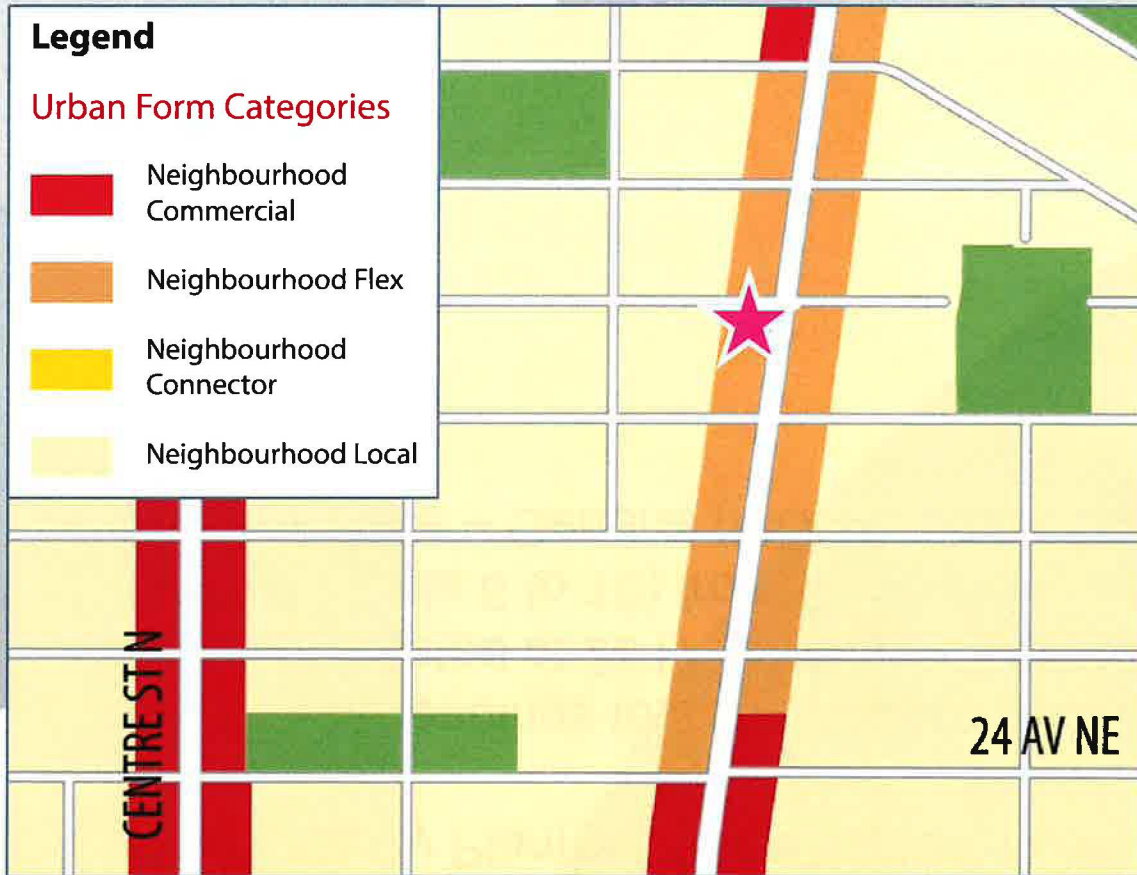 Legend
Urban Form Categories
Neighbourhood
Commercial
Neighbourhood Flex
Neighbourhood
Connector
Neighbourhood Local
CENTRE ST N
24 AV NE